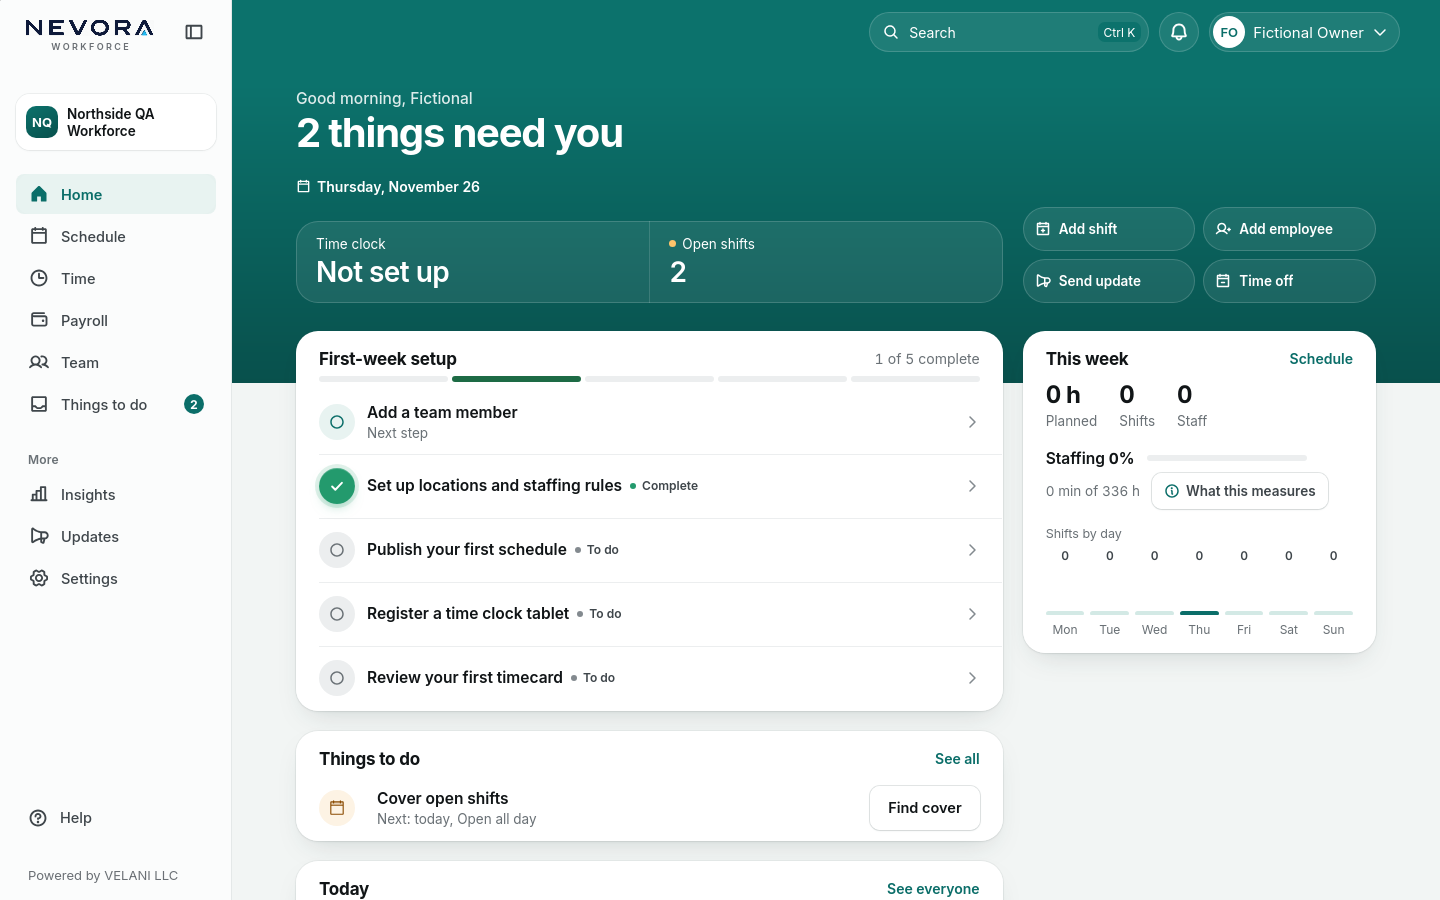 NEVORA
WORKFORCE
Search
Ctrl K
FO
Fictional Owner
NQ
Northside QA
Workforce
Home
Schedule
Time
Payroll
Team
Things to do
2
More
Insights
Updates
Settings
Help
Powered by VELANI LLC
Good morning, Fictional
2 things need you
Thursday, November 26
Time clock
Not set up
Open shifts
2
Add shift
Add employee
Send update
Time off
First-week setup
1 of 5 complete
Add a team member
Next step
Set up locations and staffing rules
Complete
Publish your first schedule
To do
Register a time clock tablet
To do
Review your first timecard
To do
Things to do
See all
Cover open shifts
Next: today, Open all day
Find cover
Today
See everyone
This week
Schedule
0 h
0
0
Planned
Shifts
Staff
Staffing 0%
0 min of 336 h
What this measures
Shifts by day
0 0 0 0 0 0 0
Mon Tue Wed Thu Fri Sat Sun